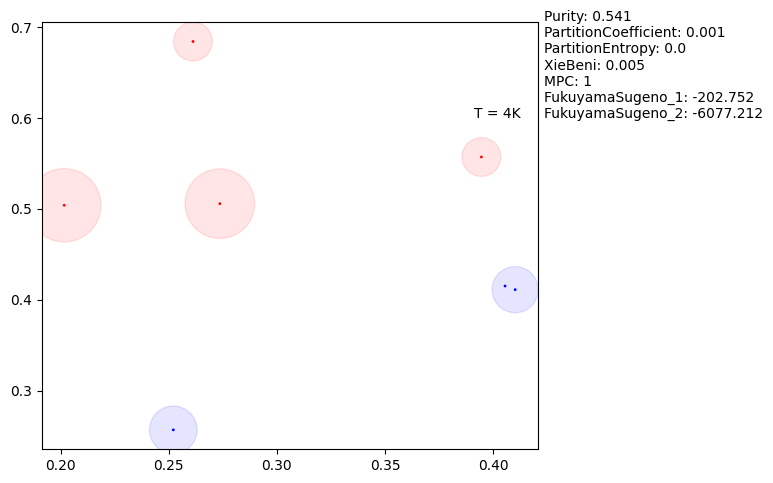 Purity: 0.541
PartitionCoefficient: 0.001
PartitionEntropy: 0.0
XieBeni: 0.005
MPC: 1
FukuyamaSugeno_1: -202.752
FukuyamaSugeno_2: -6077.212
T = 4K
0.7
0.6
0.5
0.4
0.3
0.20 0.25 0.30 0.35 0.40